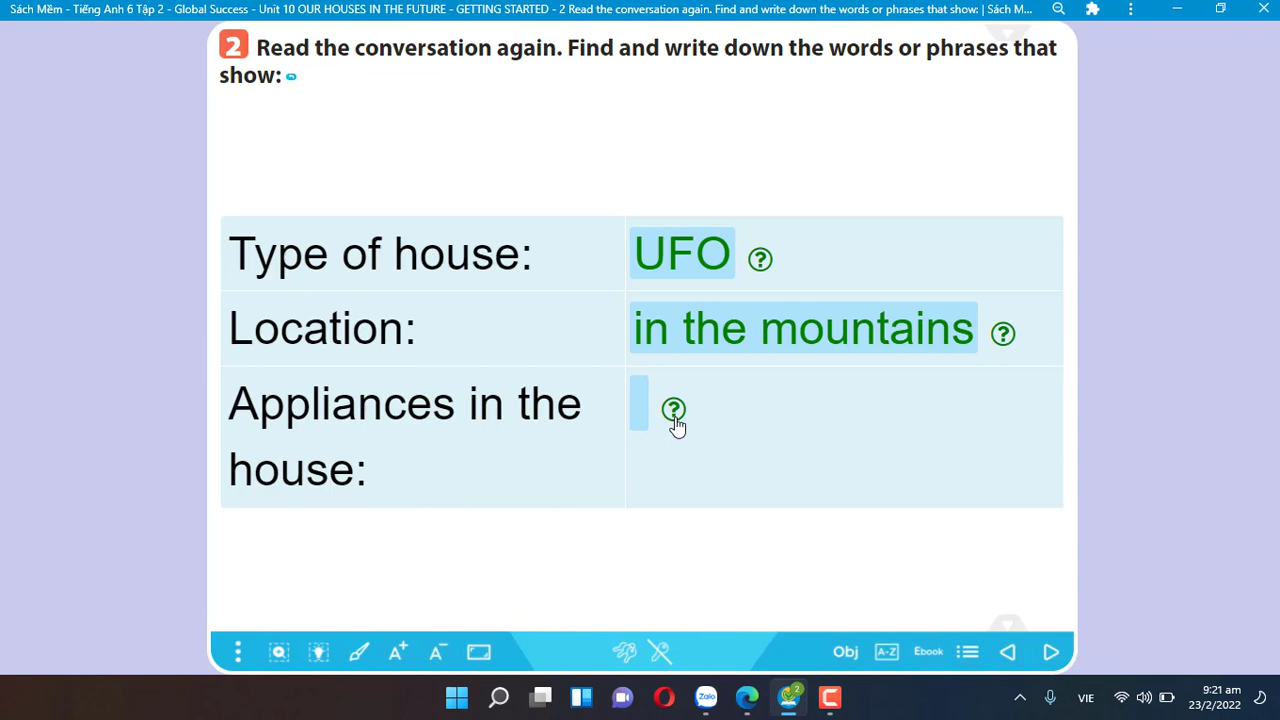 Sách Mềm - Tiếng Anh 6 Tập 2 - Global Success - Unit 10 OUR HOUSES IN THE FUTURE - GETTING STARTED - 2 Read the conversation again. Find and write down the words or phrases that show: | Sách M...
2 Read the conversation again. Find and write down the words or phrases that
show:
Type of house: UFO ?
Location: in the mountains ?
Appliances in the ?
house:
A+ A- Obj A-Z Ebook
Zalo 2 VIE 9:21 am
23/2/2022